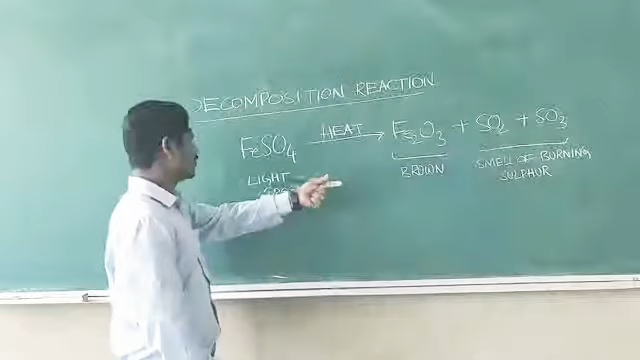 DECOMPOSITION REACTION
FeSO4 HEAT Fe2O3 + SO2 + SO3
LIGHT BROWN SMELL OF BURNING
SULPHUR